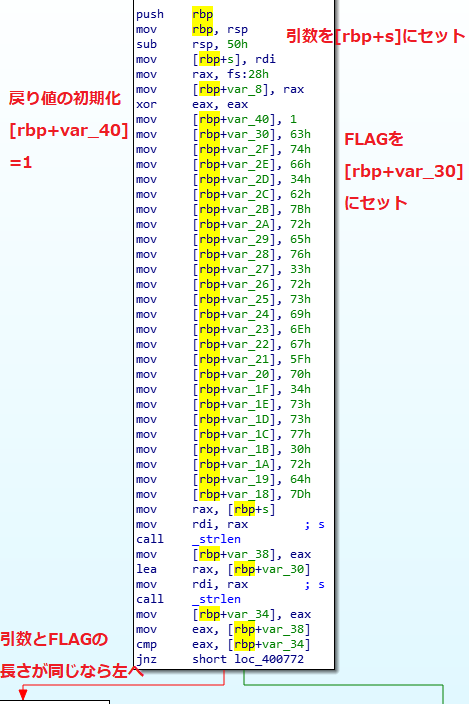 push rbp
mov rbp, rsp
sub rsp, 50h
引数を[rbp+s]にセット
mov [rbp+s], rdi
mov rax, fs:28h
mov [rbp+var_8], rax
xor eax, eax
戻り値の初期化
[rbp+var_40]
=1
mov [rbp+var_40], 1
mov [rbp+var_30], 63h
mov [rbp+var_2F], 74h
mov [rbp+var_2E], 66h
mov [rbp+var_2D], 34h
mov [rbp+var_2C], 62h
mov [rbp+var_2B], 7Bh
mov [rbp+var_2A], 72h
mov [rbp+var_29], 65h
mov [rbp+var_28], 76h
mov [rbp+var_27], 33h
mov [rbp+var_26], 72h
mov [rbp+var_25], 73h
mov [rbp+var_24], 69h
mov [rbp+var_23], 6Eh
mov [rbp+var_22], 67h
mov [rbp+var_21], 5Fh
mov [rbp+var_20], 70h
mov [rbp+var_1F], 34h
mov [rbp+var_1E], 73h
mov [rbp+var_1D], 73h
mov [rbp+var_1C], 77h
mov [rbp+var_1B], 30h
mov [rbp+var_1A], 72h
mov [rbp+var_19], 64h
mov [rbp+var_18], 7Dh
FLAGを
[rbp+var_30]
にセット
mov rax, [rbp+s]
mov rdi, rax ; s
call _strlen
mov [rbp+var_38], eax
lea rax, [rbp+var_30]
mov rdi, rax ; s
call _strlen
mov [rbp+var_34], eax
mov eax, [rbp+var_38]
cmp eax, [rbp+var_34]
jnz short loc_400772
引数とFLAGの
長さが同じなら左へ